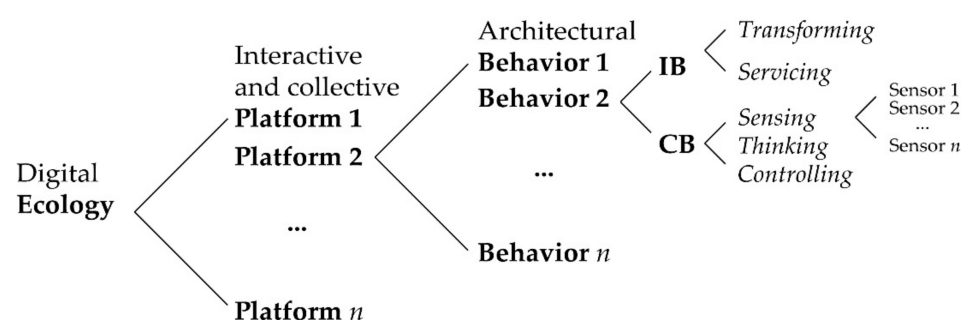 Digital
Ecology
Interactive
and collective
Platform 1
Platform 2
...
Platform n
Architectural
Behavior 1
Behavior 2
...
Behavior n
IB
CB
Transforming
Servicing
Sensing
Thinking
Controlling
Sensor 1
Sensor 2
...
Sensor n